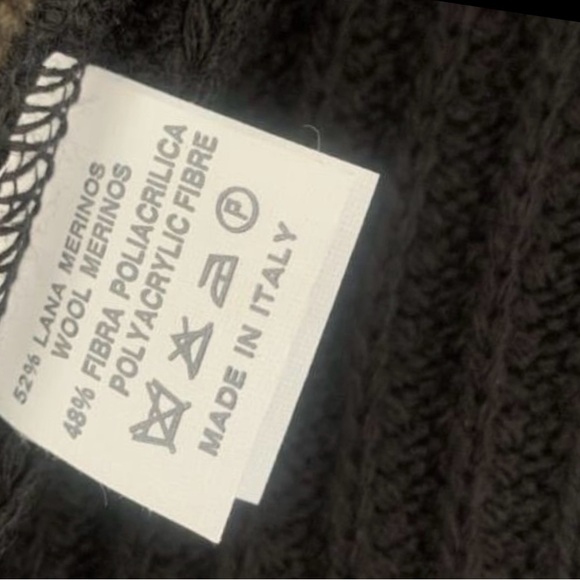 52% LANA MERINOS
WOOL MERINOS
48% FIBRA POLIACRILICA
POLYACRYLIC FIBRE
P
MADE IN ITALY